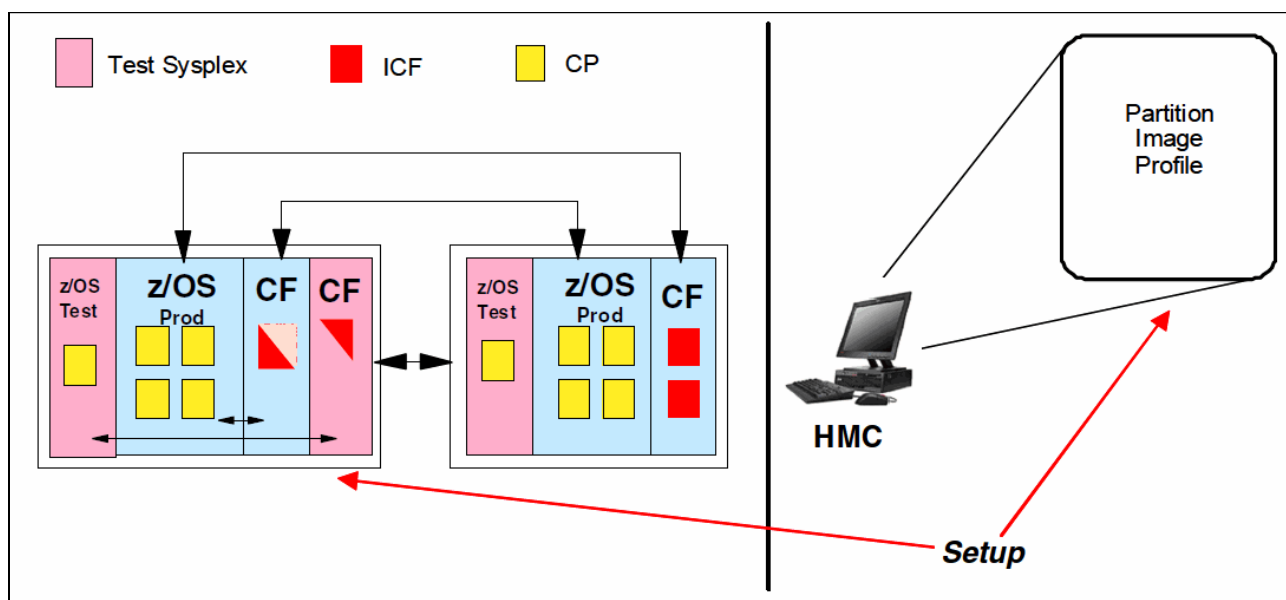 Test Sysplex
ICF
CP
Partition
Image
Profile
z/OS
Test
z/OS
Prod
CF
CF
z/OS
Test
z/OS
Prod
CF
HMC
Setup